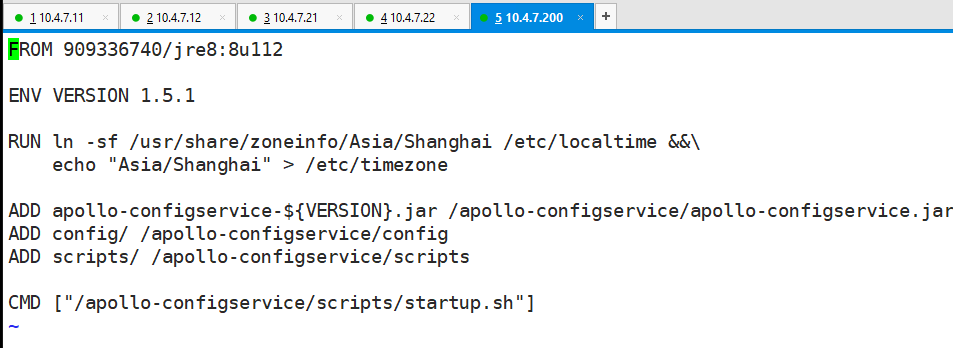 1 10.4.7.11 × 2 10.4.7.12 × 3 10.4.7.21 × 4 10.4.7.22 × 5 10.4.7.200 × +
FROM 909336740/jre8:8u112
ENV VERSION 1.5.1
RUN ln -sf /usr/share/zoneinfo/Asia/Shanghai /etc/localtime &&\
    echo "Asia/Shanghai" > /etc/timezone
ADD apollo-configservice-${VERSION}.jar /apollo-configservice/apollo-configservice.jar
ADD config/ /apollo-configservice/config
ADD scripts/ /apollo-configservice/scripts
CMD ["/apollo-configservice/scripts/startup.sh"]
~